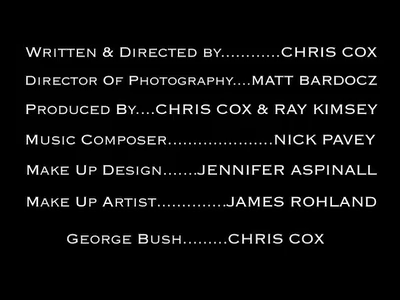 Written & Directed by............CHRIS COX
Director Of Photography....MATT BARDOCZ
Produced By....CHRIS COX & RAY KIMSEY
Music Composer.....................NICK PAVEY
Make Up Design.......JENNIFER ASPINALL
Make Up Artist..............JAMES ROHLAND
George Bush.........CHRIS COX